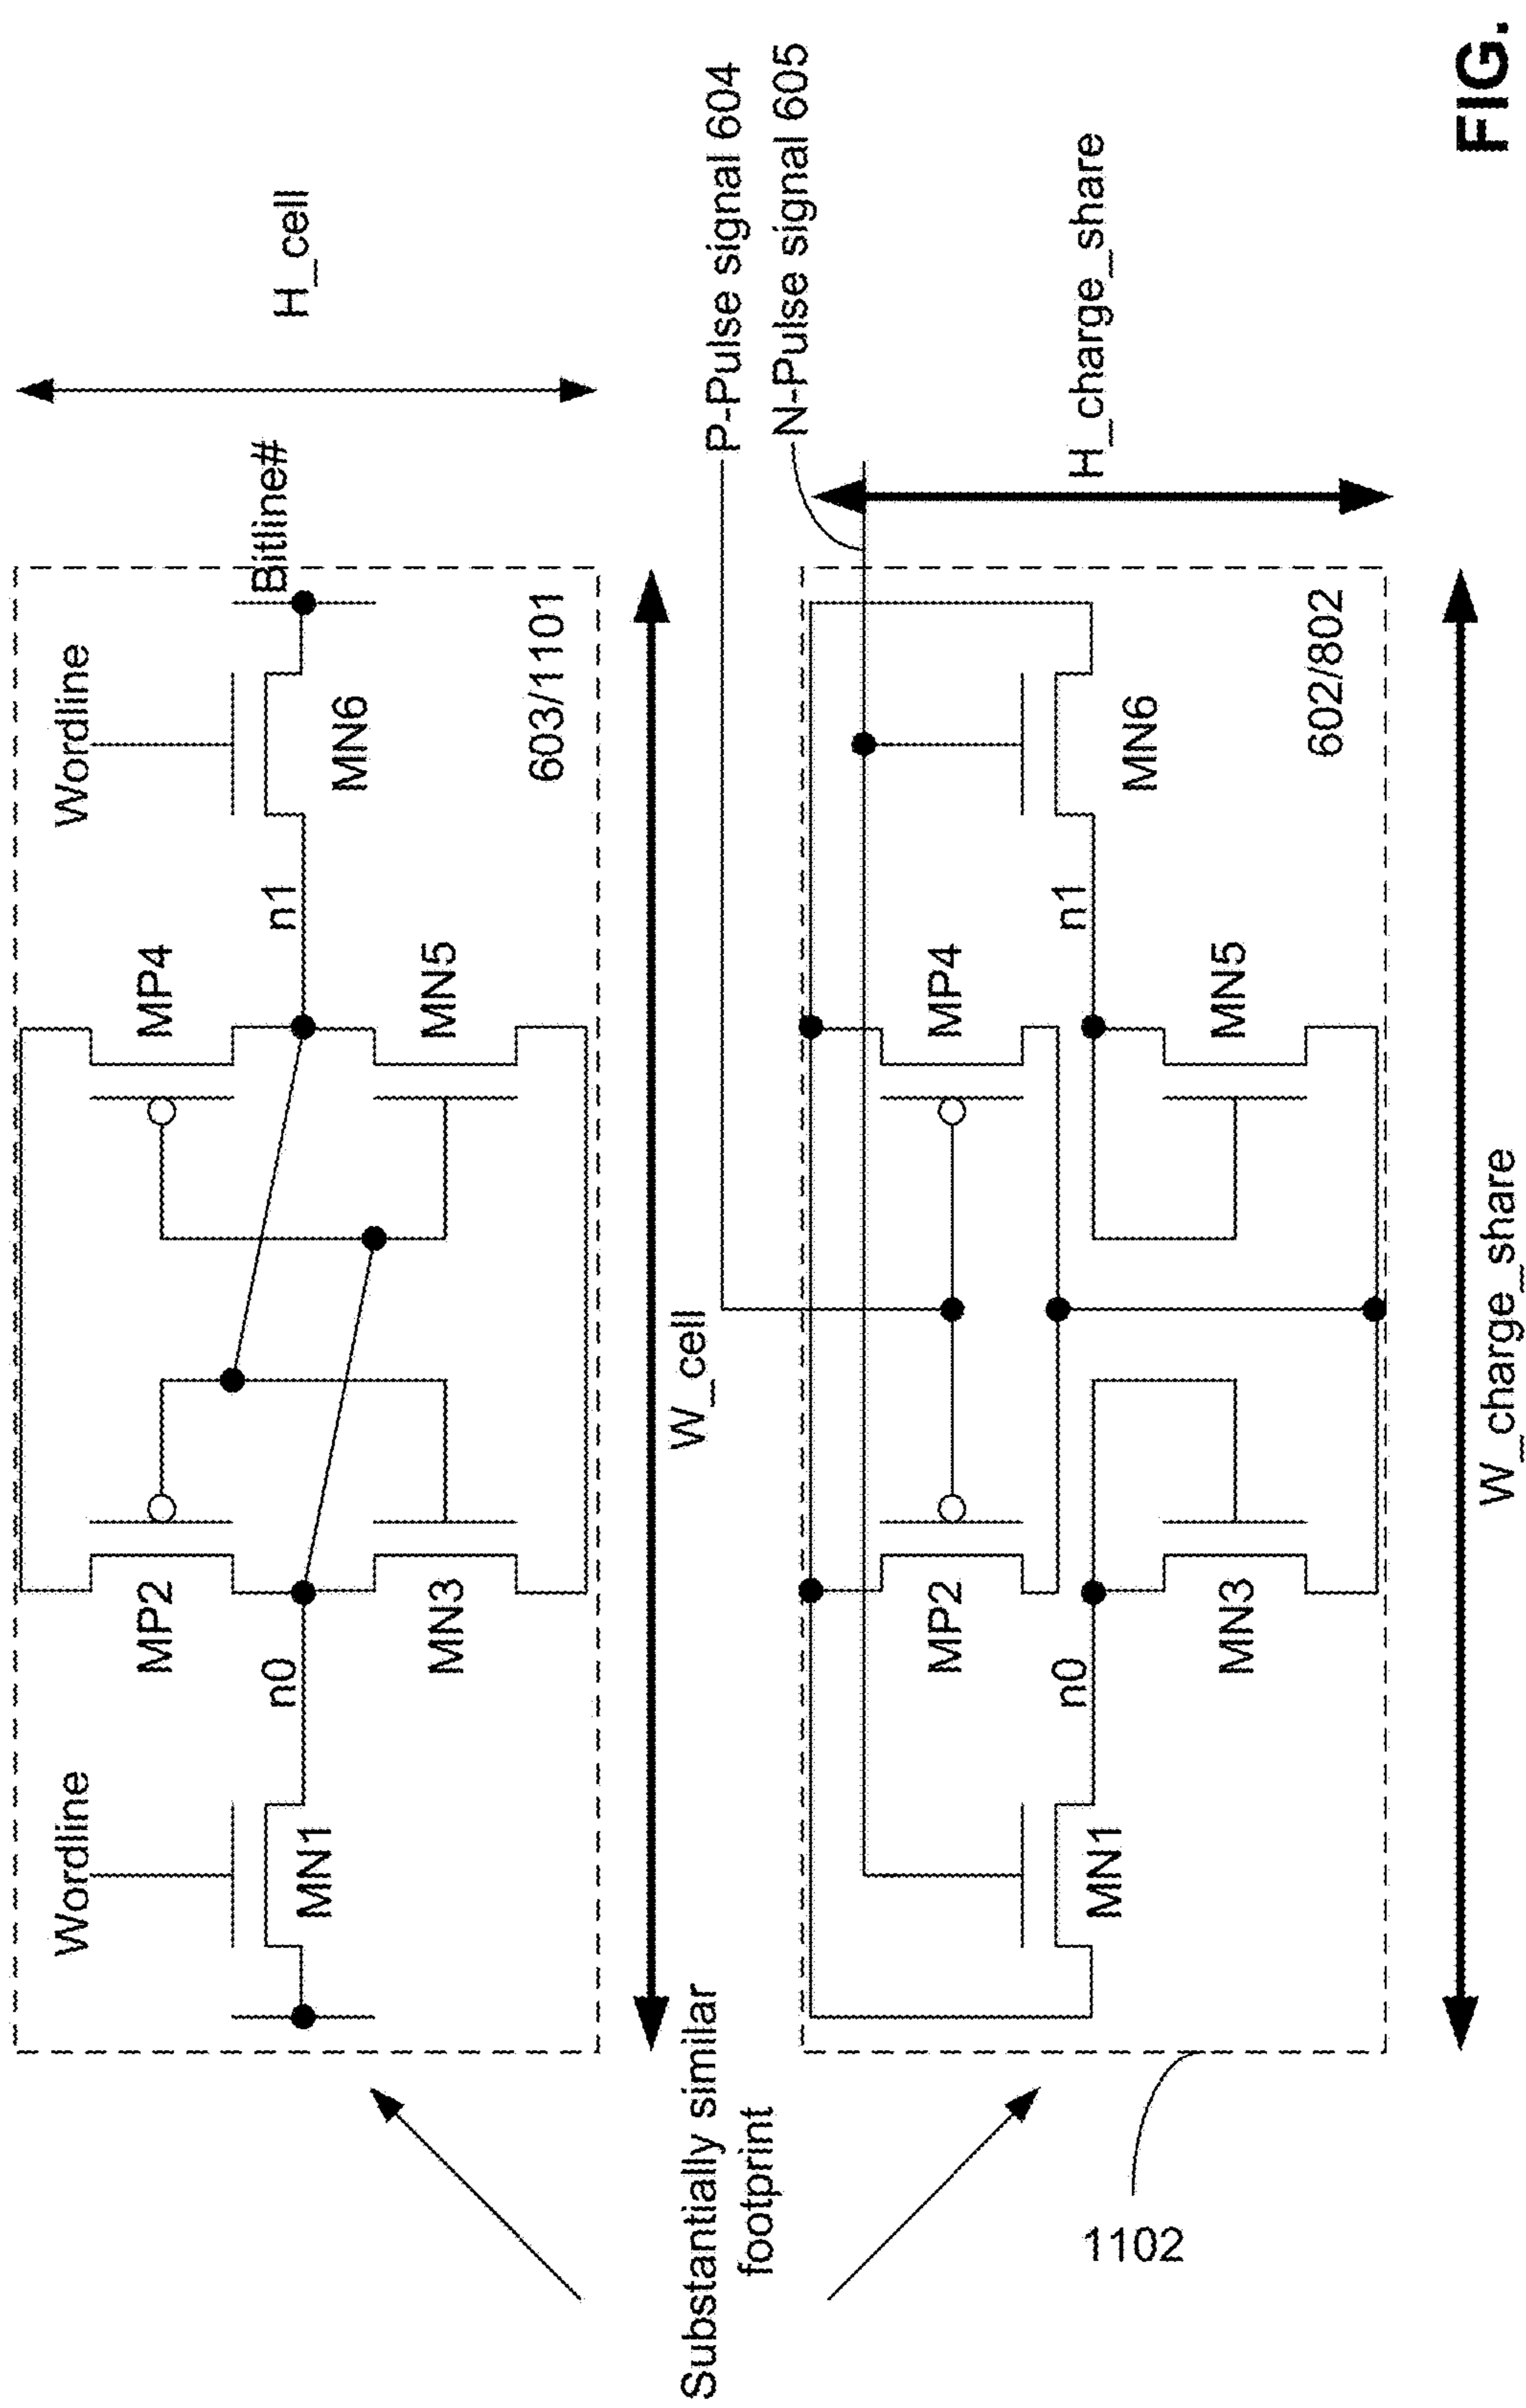 Wordline
Wordline
Bitline#
H_cell
MP2
MP4
n0
n1
MN1
MN3
MN5
MN6
603/1101
W_cell
Substantially similar
footprint
P-Pulse signal 604
N-Pulse signal 605
MP2
MP4
n0
n1
MN1
MN3
MN5
MN6
602/802
H_charge_share
1102
W_charge_share
FIG.